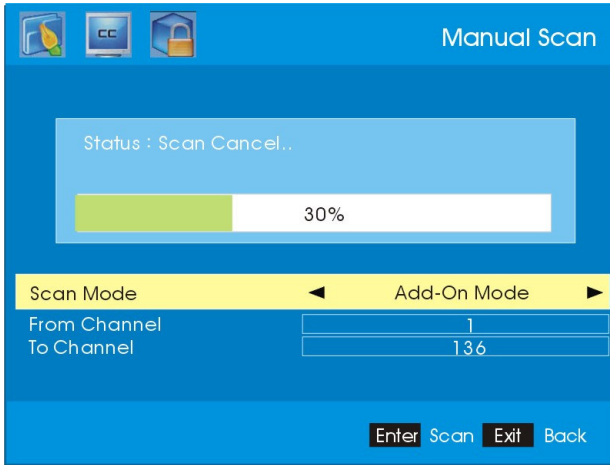 CC
Manual Scan
Status : Scan Cancel..
30%
Scan Mode ◄ Add-On Mode ►
From Channel 1
To Channel 136
Enter Scan Exit Back